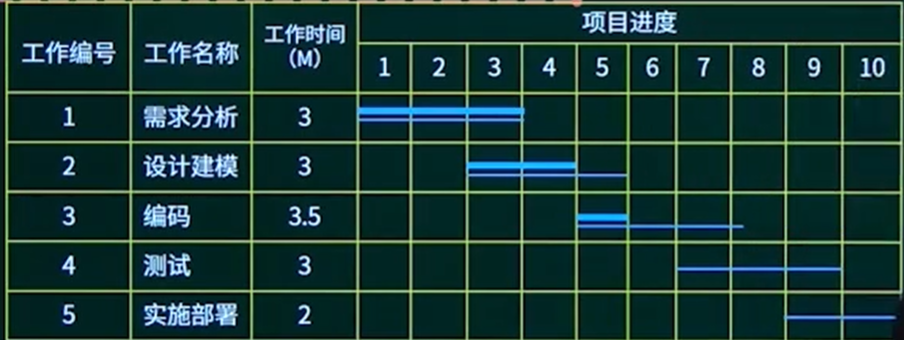 工作编号 工作名称 工作时间（M） 项目进度
1 2 3 4 5 6 7 8 9 10
1 需求分析 3
2 设计建模 3
3 编码 3.5
4 测试 3
5 实施部署 2